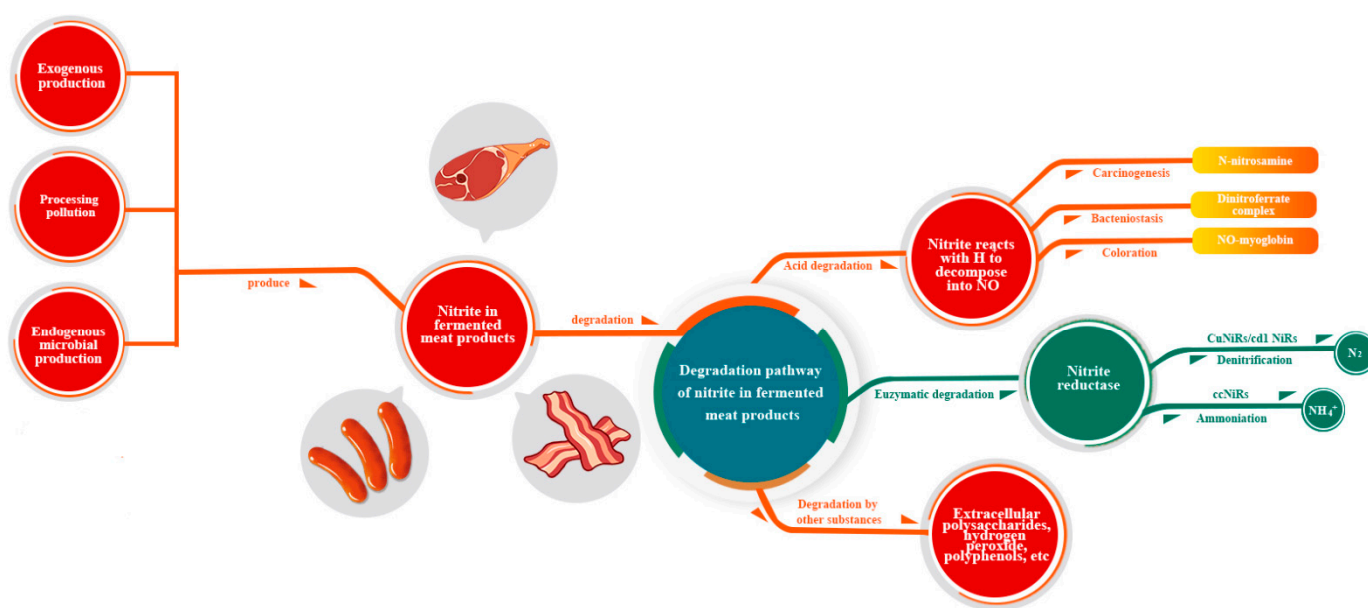 Exogenous
production
Processing
pollution
Endogenous
microbial
production
produce
Nitrite in
fermented
meat products
degradation
Degradation pathway
of nitrite in fermented
meat products
Acid degradation
Nitrite reacts
with H to
decompose
into NO
Carcinogenesis
N-nitrosamine
Bacteniostasis
Dinitroferrate
complex
Coloration
NO-myoglobin
Euzymatic degradation
Nitrite
reductase
CuNiRs/cd1 NiRs
Denitrification
N₂
ccNiRs
Ammoniation
NH₄⁺
Degradation by
other substances
Extracellular
polysaccharides,
hydrogen
peroxide,
polyphenols, etc